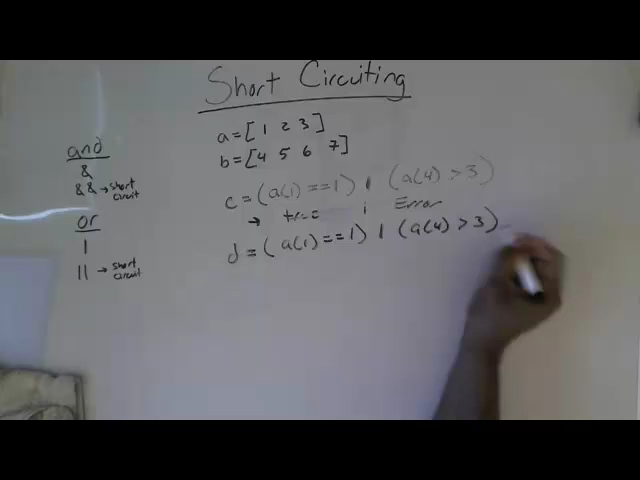 Short Circuiting
a = [ 1 2 3 ]
b = [ 4 5 6 7 ]
and
&
&& → short circuit
or
|
|| → short circuit
c = (a(1) == 1) | (a(4) > 3)
→ true | Error
d = (a(1) == 1) | (a(4) > 3)